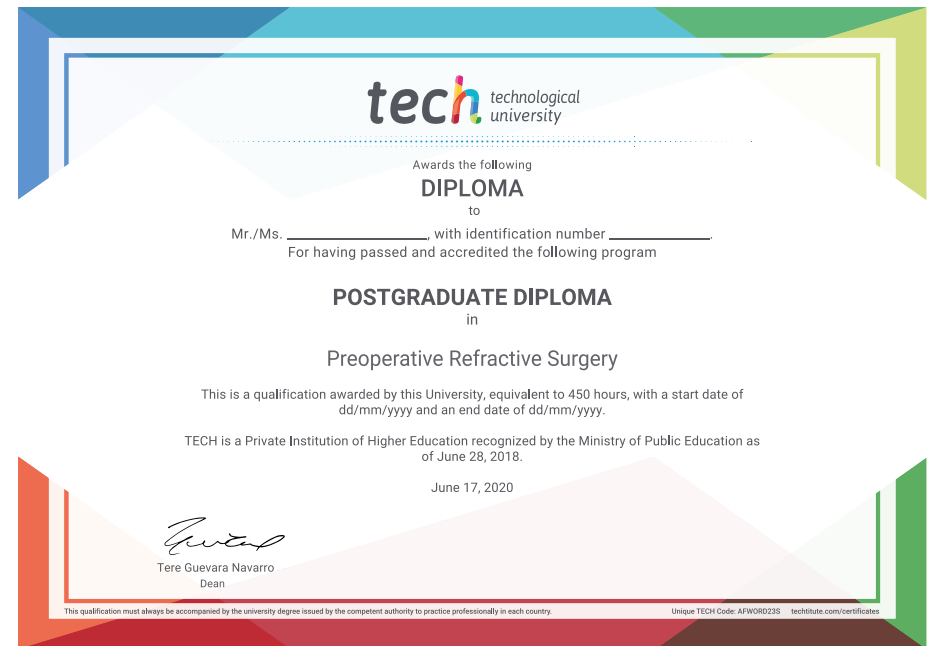 tech technological
university
Awards the following
DIPLOMA
to
Mr./Ms. ____________________, with identification number ______________.
For having passed and accredited the following program
POSTGRADUATE DIPLOMA
in
Preoperative Refractive Surgery
This is a qualification awarded by this University, equivalent to 450 hours, with a start date of
dd/mm/yyyy and an end date of dd/mm/yyyy.
TECH is a Private Institution of Higher Education recognized by the Ministry of Public Education as
of June 28, 2018.
June 17, 2020
Tere Guevara Navarro
Dean
This qualification must always be accompanied by the university degree issued by the competent authority to practice professionally in each country. Unique TECH Code: AFWORD23S techtitute.com/certificates